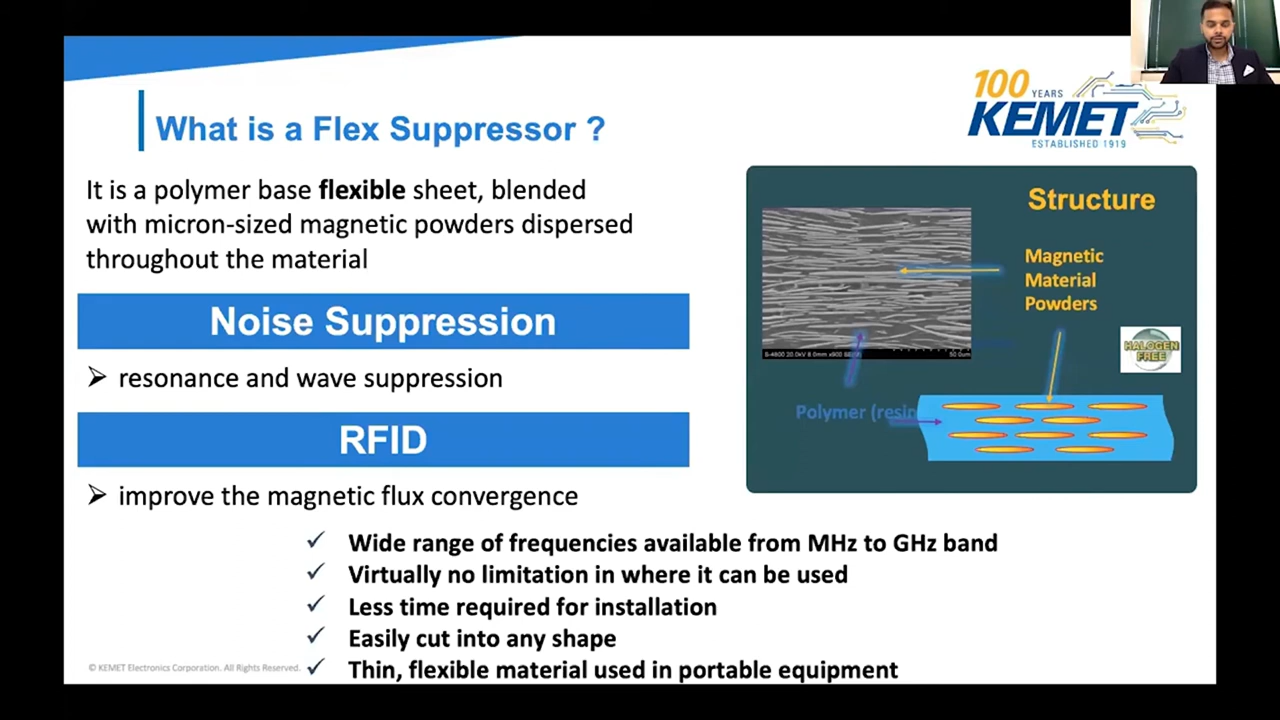 What is a Flex Suppressor ?
100 YEARS
KEMET
ESTABLISHED 1919
It is a polymer base flexible sheet, blended
with micron-sized magnetic powders dispersed
throughout the material
Noise Suppression
➢ resonance and wave suppression
RFID
➢ improve the magnetic flux convergence
Structure
Magnetic
Material
Powders
HALOGEN
FREE
50.0um
Polymer (resin
✓ Wide range of frequencies available from MHz to GHz band
✓ Virtually no limitation in where it can be used
✓ Less time required for installation
✓ Easily cut into any shape
✓ Thin, flexible material used in portable equipment
© KEMET Electronics Corporation. All Rights Reserved.